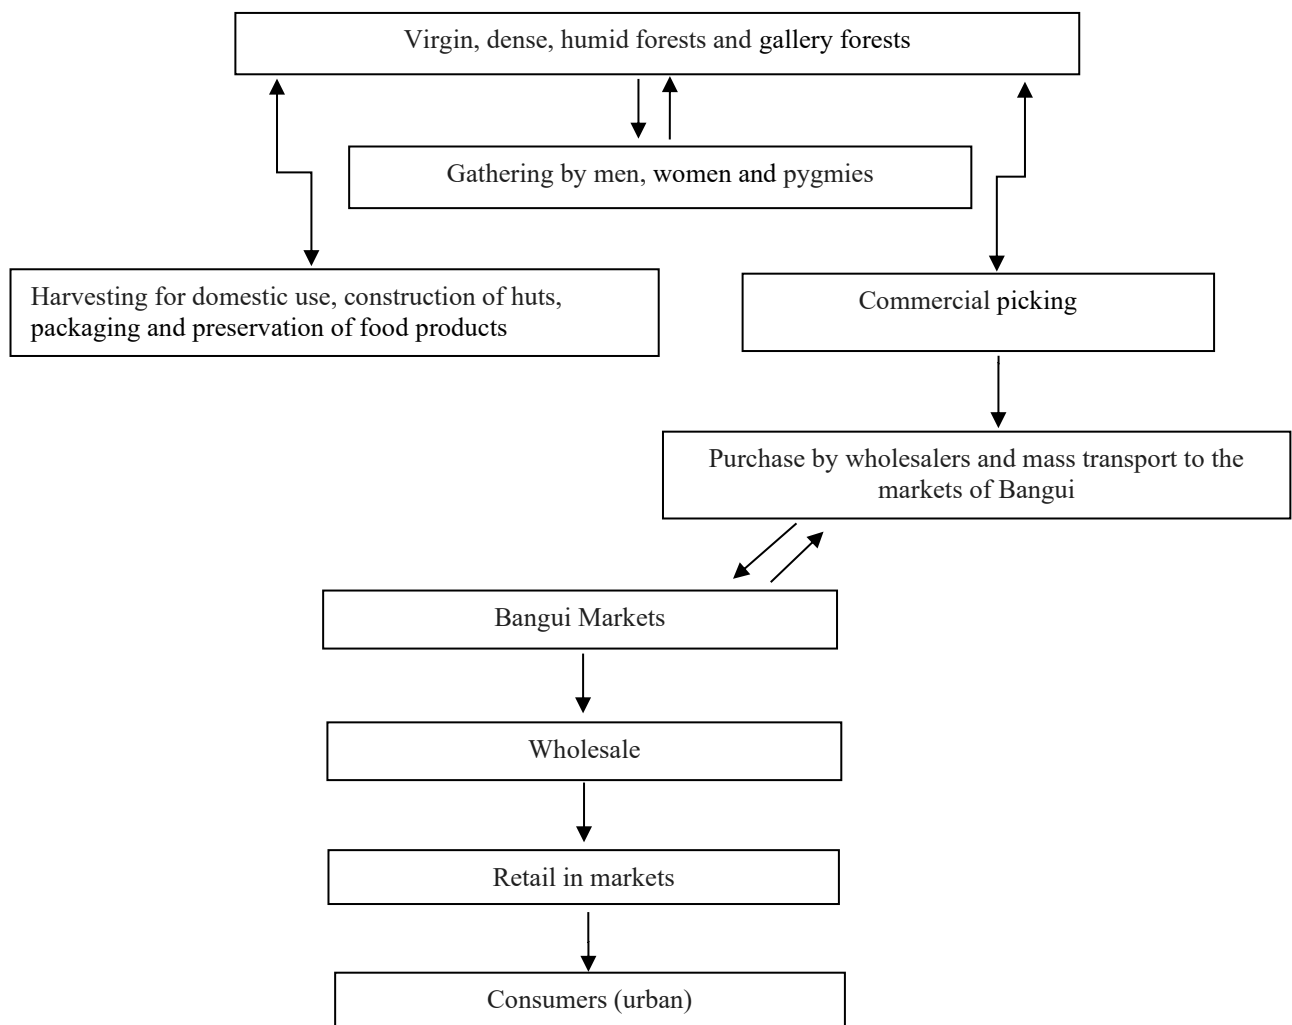 Virgin, dense, humid forests and gallery forests
Gathering by men, women and pygmies
Harvesting for domestic use, construction of huts,
packaging and preservation of food products
Commercial picking
Purchase by wholesalers and mass transport to the
markets of Bangui
Bangui Markets
Wholesale
Retail in markets
Consumers (urban)